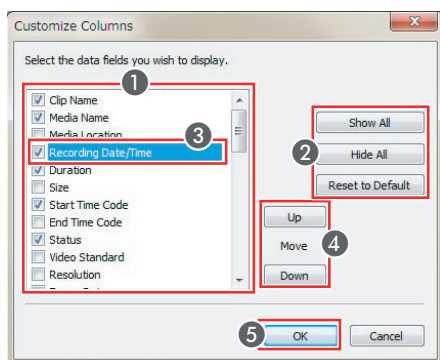 Customize Columns
Select the data fields you wish to display.
1
Clip Name
Media Name
Media Location
3
Recording Date/Time
Duration
Size
Start Time Code
End Time Code
Status
Video Standard
Resolution
Show All
2
Hide All
Reset to Default
Up
Move
4
Down
5
OK
Cancel